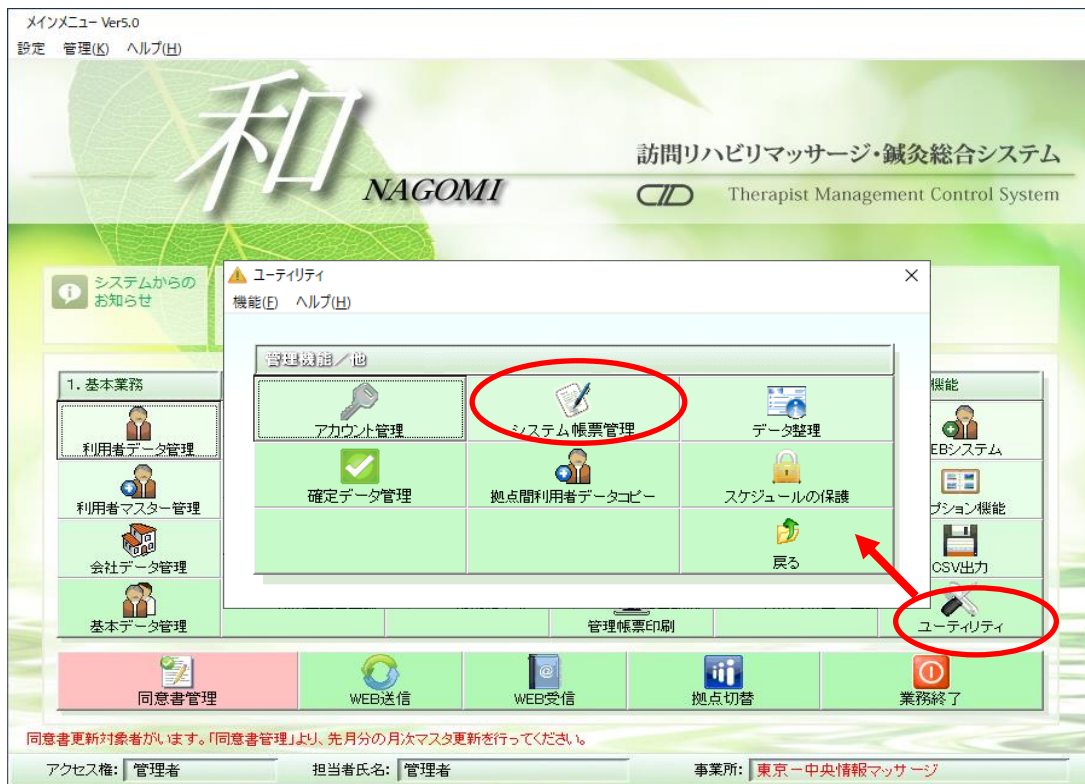 メインメニュー Ver5.0
設定 管理(K) ヘルプ(H)
和
NAGOMI
訪問リハビリマッサージ・鍼灸総合システム
Therapist Management Control System
システムからの
お知らせ
ユーティリティ
機能(F) ヘルプ(H)
管理機能／他
アカウント管理 システム帳票管理 データ整理
確定データ管理 拠点間利用者データコピー スケジュールの保護
戻る
1. 基本業務 機能
利用者データ管理 EBシステム
利用者マスター管理 プション機能
会社データ管理 CSV出力
基本データ管理 管理帳票印刷 ユーティリティ
同意書管理 WEB送信 WEB受信 拠点切替 業務終了
同意書更新対象者がいます。「同意書管理」より、先月分の月次マスタ更新を行ってください。
アクセス権: 管理者 担当者氏名: 管理者 事業所: 東京－中央情報マッサージ